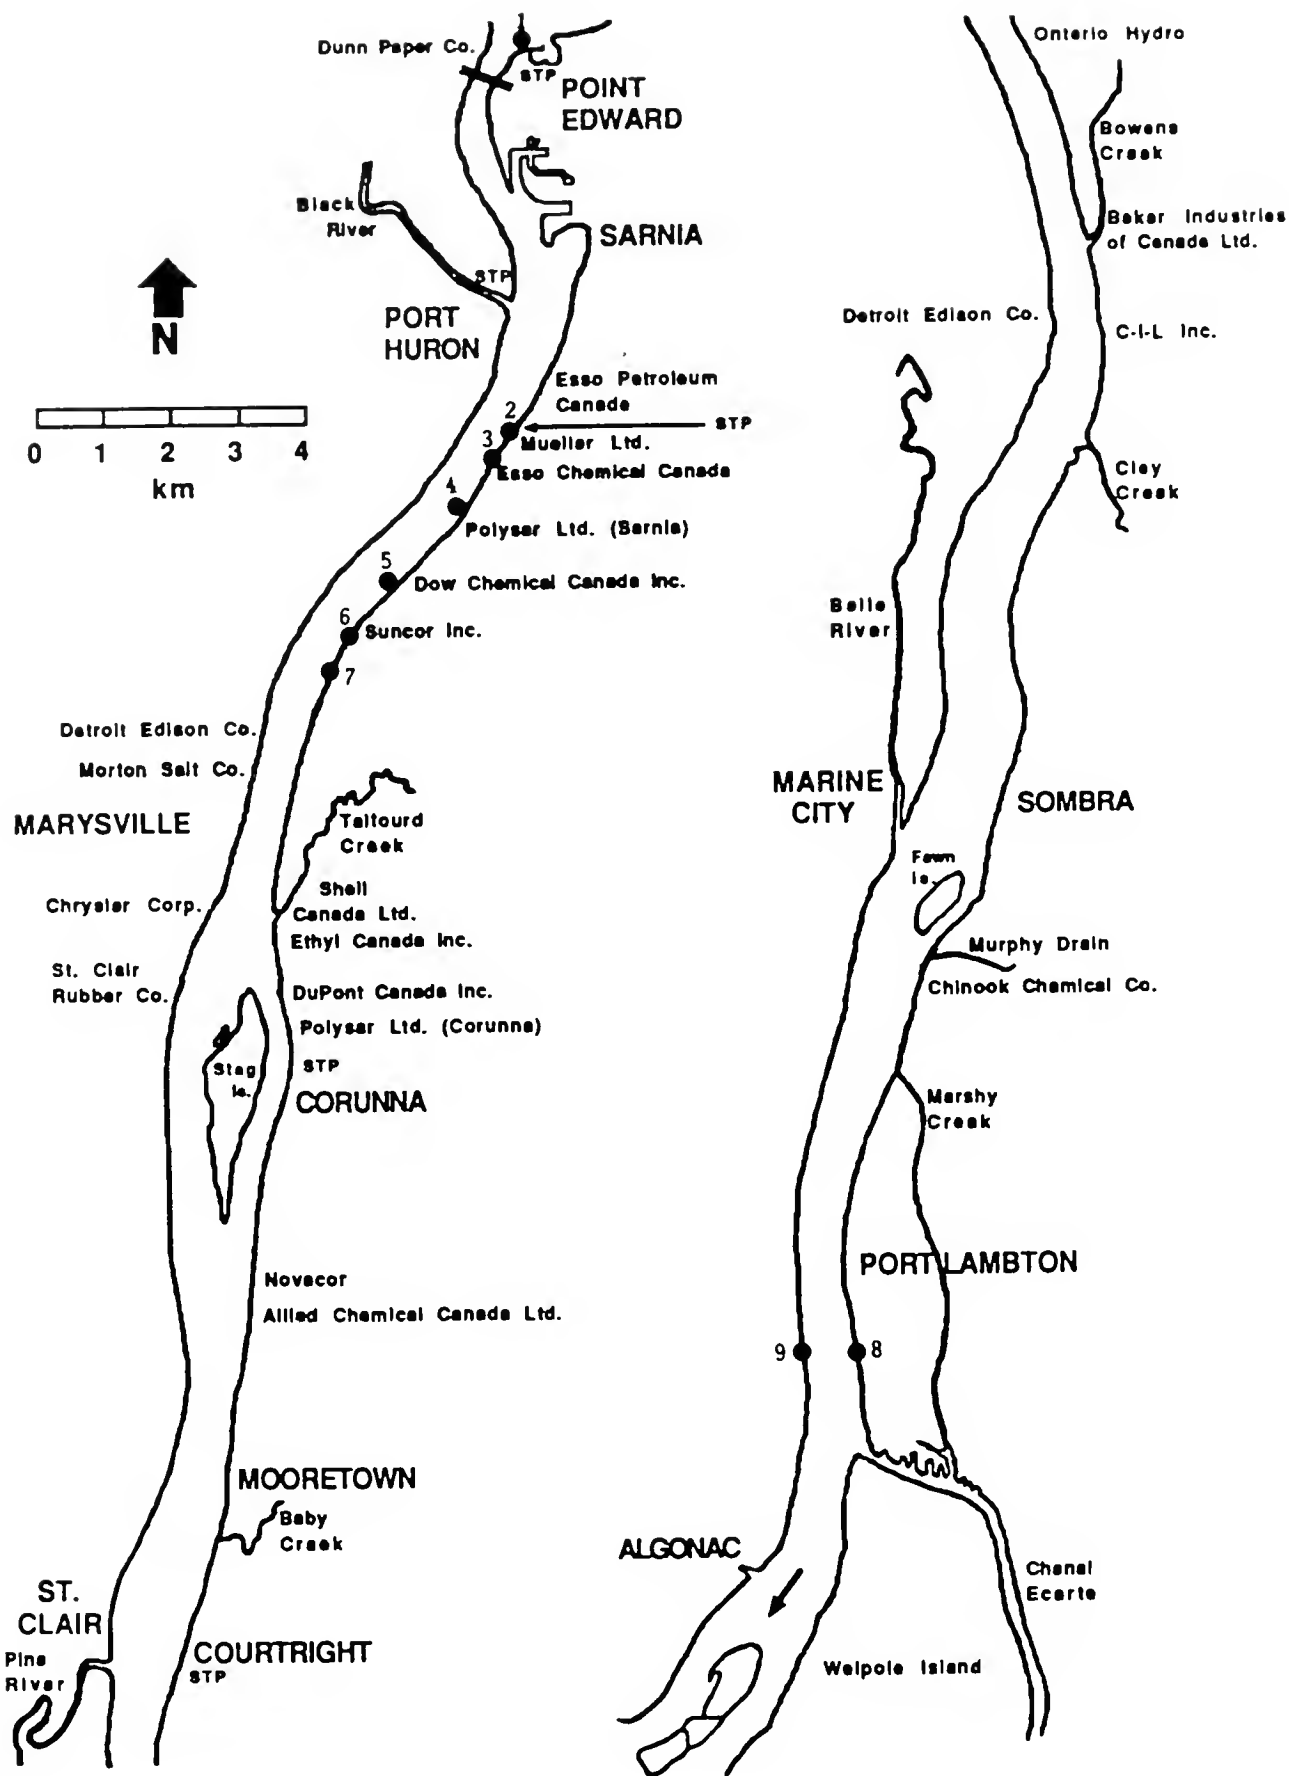 Dunn Paper Co.
STP
POINT
EDWARD
Black
River
SARNIA
STP
N
PORT
HURON
0 1 2 3 4
km
Esso Petroleum
Canada
2
STP
Mueller Ltd.
3
Esso Chemical Canada
4
Polysar Ltd. (Sarnia)
5
Dow Chemical Canada Inc.
6
Suncor Inc.
7
Detroit Edison Co.
Morton Salt Co.
MARYSVILLE
Talfourd
Creek
Shell
Canada Ltd.
Chrysler Corp.
Ethyl Canada Inc.
St. Clair
Rubber Co.
DuPont Canada Inc.
Polysar Ltd. (Corunna)
Stag
Is.
STP
CORUNNA
Novacor
Allied Chemical Canada Ltd.
MOORETOWN
Baby
Creek
ST.
CLAIR
Pine
River
COURTRIGHT
STP
Ontario Hydro
Bowens
Creek
Baker Industries
of Canada Ltd.
Detroit Edison Co.
C-I-L Inc.
Clay
Creek
Belle
River
MARINE
CITY
SOMBRA
Fawn
Is.
Murphy Drain
Chinook Chemical Co.
Marshy
Creek
PORT LAMBTON
9
8
ALGONAC
Chenal
Ecarte
Walpole Island